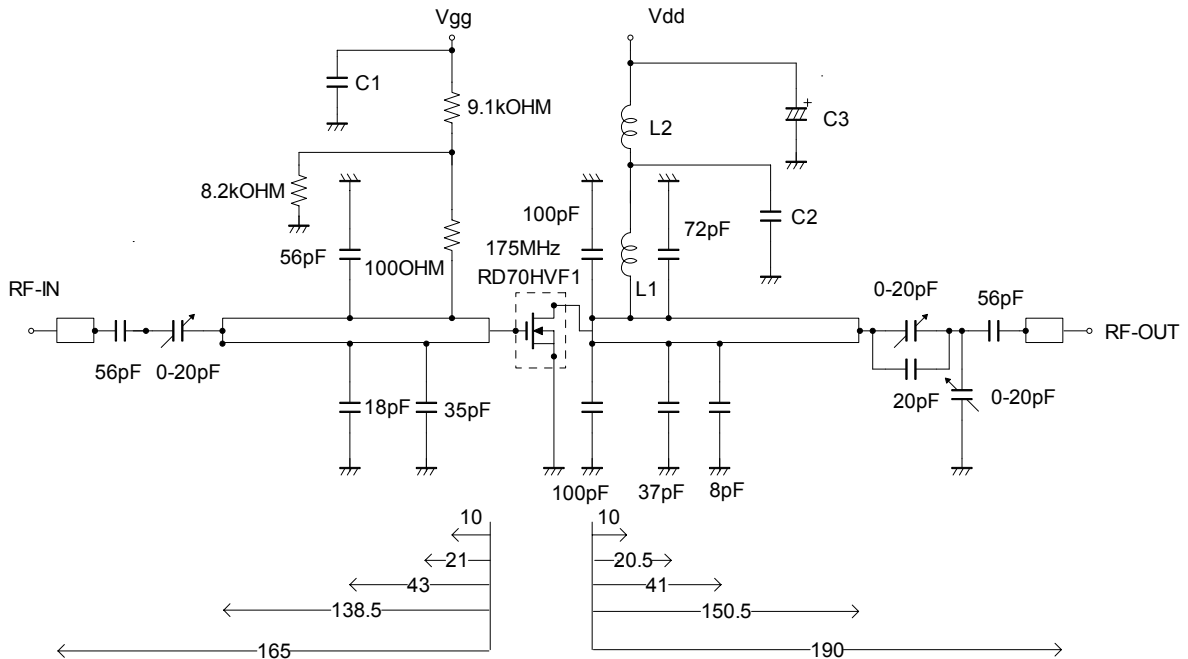 Vgg
Vdd
C1
9.1kOHM
L2
C3
8.2kOHM
100pF
72pF
C2
56pF
100OHM
175MHz
RD70HVF1
L1
RF-IN
0-20pF
56pF
RF-OUT
56pF
0-20pF
18pF
35pF
20pF
0-20pF
100pF
37pF
8pF
10
10
21
20.5
43
41
138.5
150.5
165
190
+